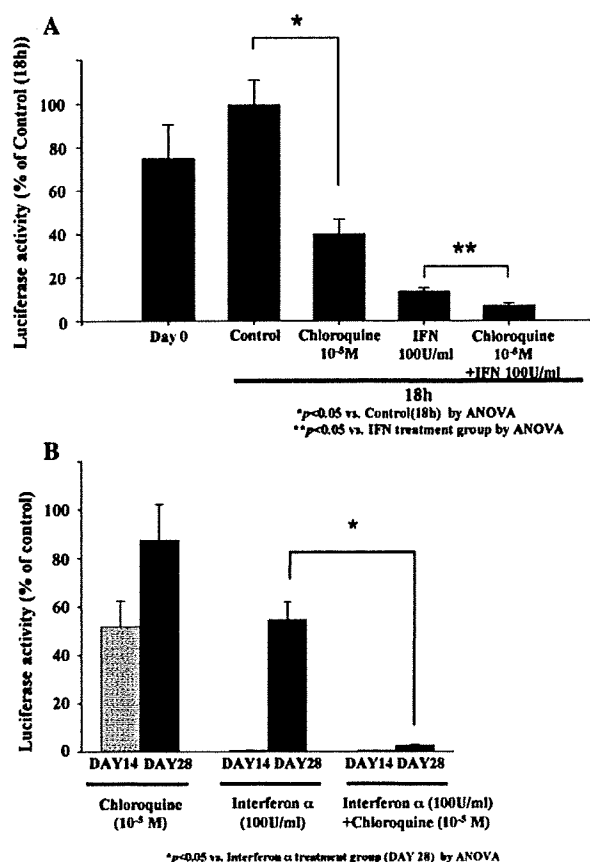 A
Luciferase activity (% of Control (18h))
100
80
60
40
20
0
*
**
Day 0 Control Chloroquine IFN Chloroquine
10⁻⁵M 100U/ml 10⁻⁵M
+IFN 100U/ml
18h
*p<0.05 vs. Control(18h) by ANOVA
**p<0.05 vs. IFN treatment group by ANOVA
B
Luciferase activity (% of control)
100
80
60
40
20
0
*
DAY14 DAY28 DAY14 DAY28 DAY14 DAY28
Chloroquine Interferon α Interferon α (100U/ml)
(10⁻⁵ M) (100U/ml) +Chloroquine (10⁻⁵ M)
*p<0.05 vs. Interferon α treatment group (DAY 28) by ANOVA